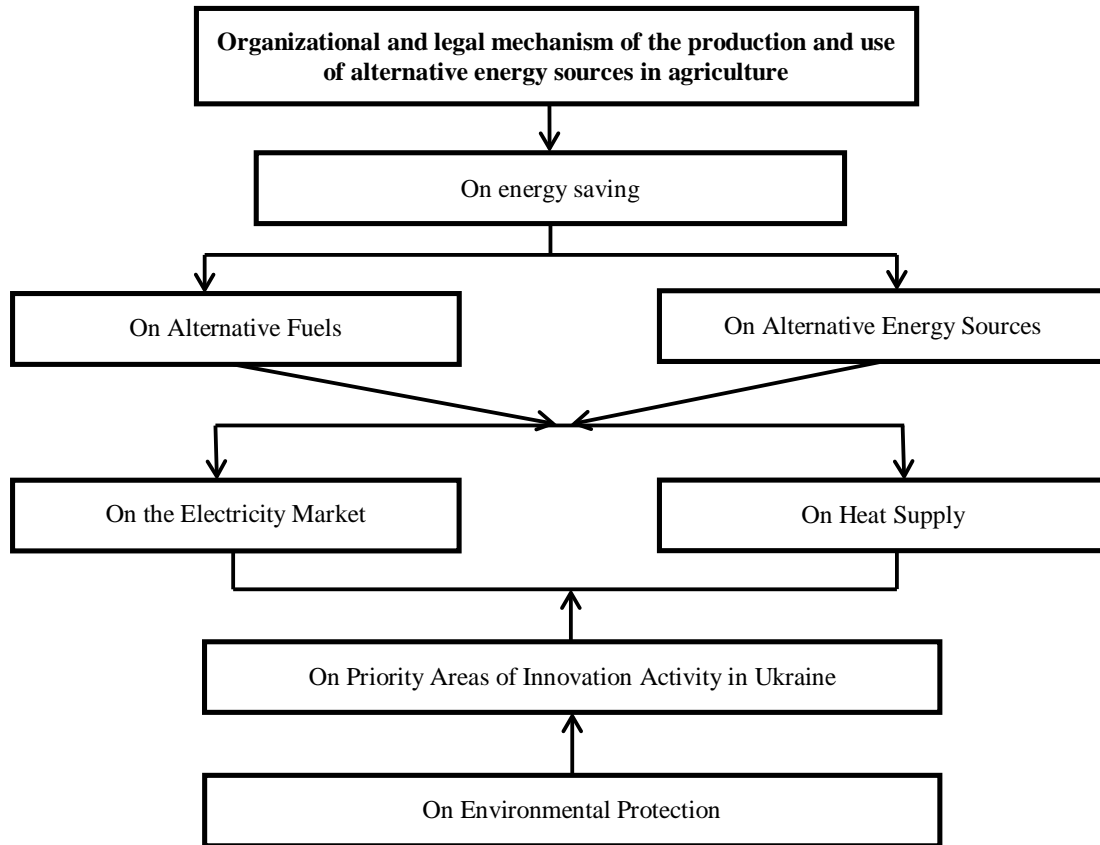 Organizational and legal mechanism of the production and use
of alternative energy sources in agriculture
On energy saving
On Alternative Fuels
On Alternative Energy Sources
On the Electricity Market
On Heat Supply
On Priority Areas of Innovation Activity in Ukraine
On Environmental Protection